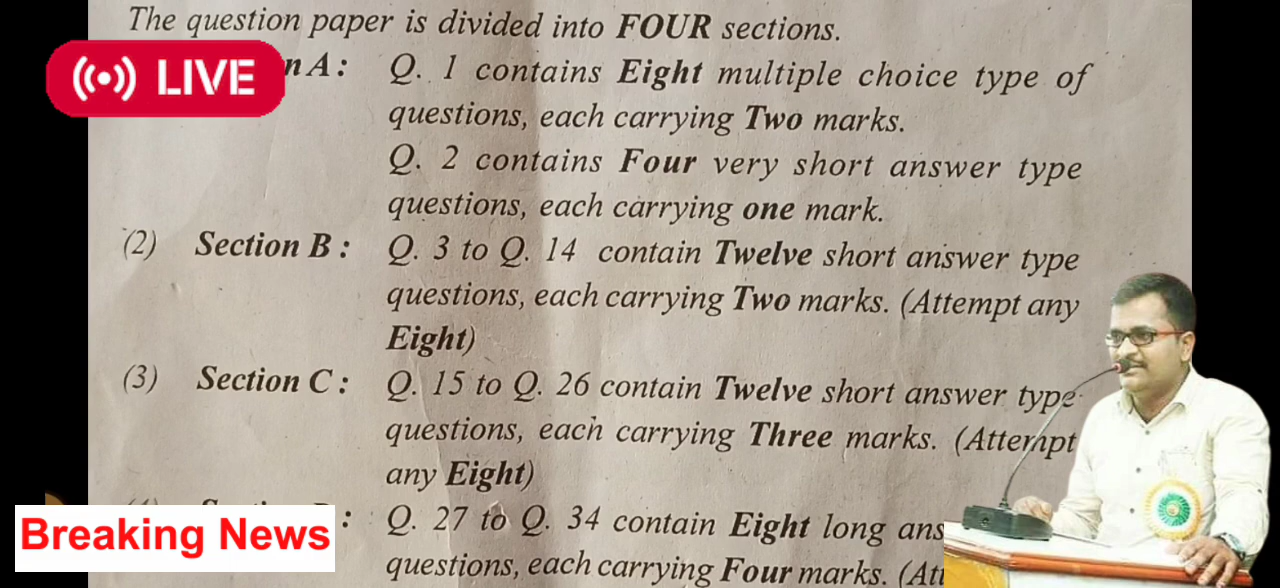 The question paper is divided into FOUR sections.
LIVE
n A : Q. 1 contains Eight multiple choice type of
questions, each carrying Two marks.
Q. 2 contains Four very short answer type
questions, each carrying one mark.
(2) Section B : Q. 3 to Q. 14 contain Twelve short answer type
questions, each carrying Two marks. (Attempt any
Eight)
(3) Section C : Q. 15 to Q. 26 contain Twelve short answer type
questions, each carrying Three marks. (Attempt
any Eight)
: Q. 27 to Q. 34 contain Eight long ans
Breaking News
questions, each carrying Four marks. (Att